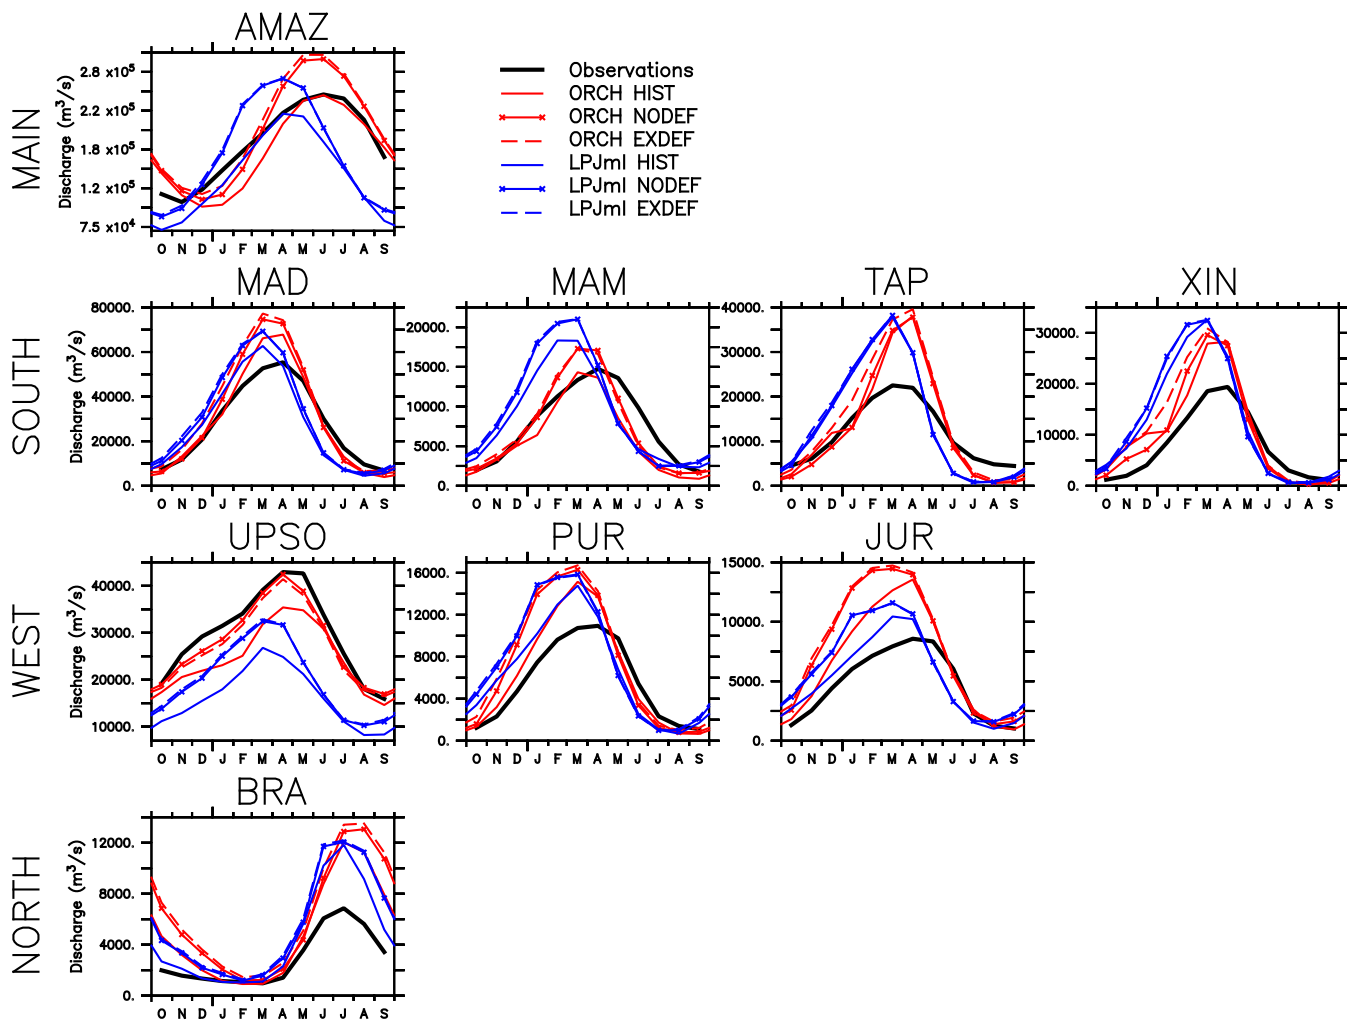 AMAZ
MAIN
Discharge (m³/s)
2.8 x10⁵
2.2 x10⁵
1.8 x10⁵
1.2 x10⁵
7.5 x10⁴
O N D J F M A M J J A S
Observations
ORCH HIST
ORCH NODEF
ORCH EXDEF
LPJml HIST
LPJml NODEF
LPJml EXDEF
SOUTH
MAD
Discharge (m³/s)
80000.
60000.
40000.
20000.
0.
O N D J F M A M J J A S
MAM
20000.
15000.
10000.
5000.
0.
O N D J F M A M J J A S
TAP
40000.
30000.
20000.
10000.
0.
O N D J F M A M J J A S
XIN
30000.
20000.
10000.
0.
O N D J F M A M J J A S
WEST
UPSO
Discharge (m³/s)
40000.
30000.
20000.
10000.
O N D J F M A M J J A S
PUR
16000.
12000.
8000.
4000.
0.
O N D J F M A M J J A S
JUR
15000.
10000.
5000.
0.
O N D J F M A M J J A S
NORTH
BRA
Discharge (m³/s)
12000.
8000.
4000.
0.
O N D J F M A M J J A S